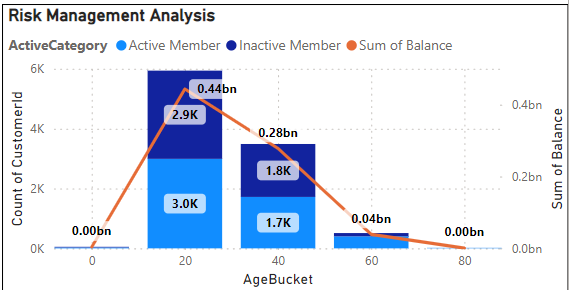 Risk Management Analysis
ActiveCategory Active Member Inactive Member Sum of Balance
6K
4K
2K
0K
Count of CustomerId
0.4bn
0.2bn
0.0bn
Sum of Balance
0.00bn
0.44bn
0.28bn
0.04bn
0.00bn
2.9K
3.0K
1.8K
1.7K
0 20 40 60 80
AgeBucket